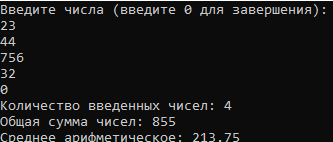 Введите числа (введите 0 для завершения):
23
44
756
32
0
Количество введенных чисел: 4
Общая сумма чисел: 855
Среднее арифметическое: 213.75